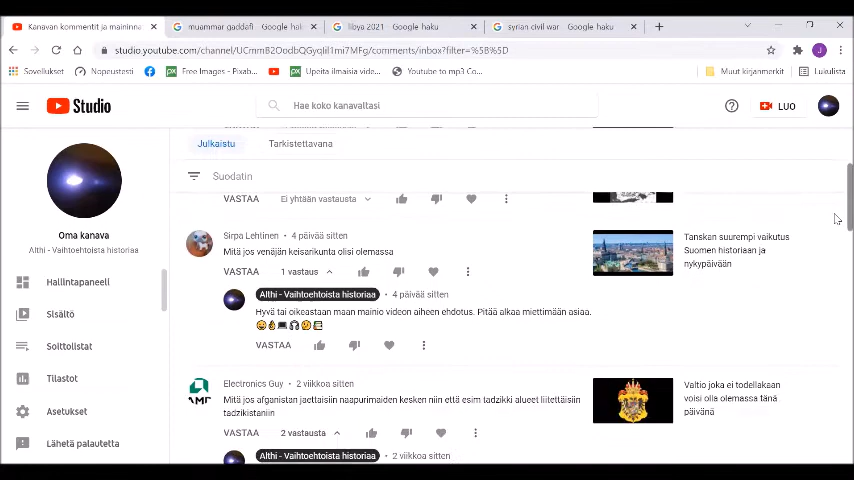 Kanavan kommentit ja maininna
muammar gaddafi - Google hal
libya 2021 - Google haku
syrian civil war - Google haku
studio.youtube.com/channel/UCmmB2OodbQGyqIiI1mi7MFg/comments/inbox?filter=%5B%5D
J
Sovellukset
Nopeustesti
Free Images - Pixab...
Upeita ilmaisia vide...
Youtube to mp3 Co...
Muut kirjanmerkit
Lukulista
Studio
Hae koko kanavaltasi
LUO
Julkaistu
Tarkistettavana
Suodatin
VASTAA
Ei yhtään vastausta
Oma kanava
Althi - Vaihtoehtoista historiaa
Hallintapaneeli
Sisältö
Soittolistat
Tilastot
Asetukset
Lähetä palautetta
Sirpa Lehtinen • 4 päivää sitten
Mitä jos venäjän keisarikunta olisi olemassa
VASTAA
1 vastaus
Tanskan suurempi vaikutus
Suomen historiaan ja
nykypäivään
Althi - Vaihtoehtoista historiaa • 4 päivää sitten
Hyvä tai oikeastaan maan mainio videon aiheen ehdotus. Pitää alkaa miettimään asiaa.
VASTAA
Electronics Guy • 2 viikkoa sitten
Mitä jos afganistan jaettaisiin naapurimaiden kesken niin että esim tadzikki alueet liitettäisiin
tadzikistaniin
VASTAA
2 vastausta
Valtio joka ei todellakaan
voisi olla olemassa tänä
päivänä
Althi - Vaihtoehtoista historiaa • 2 viikkoa sitten